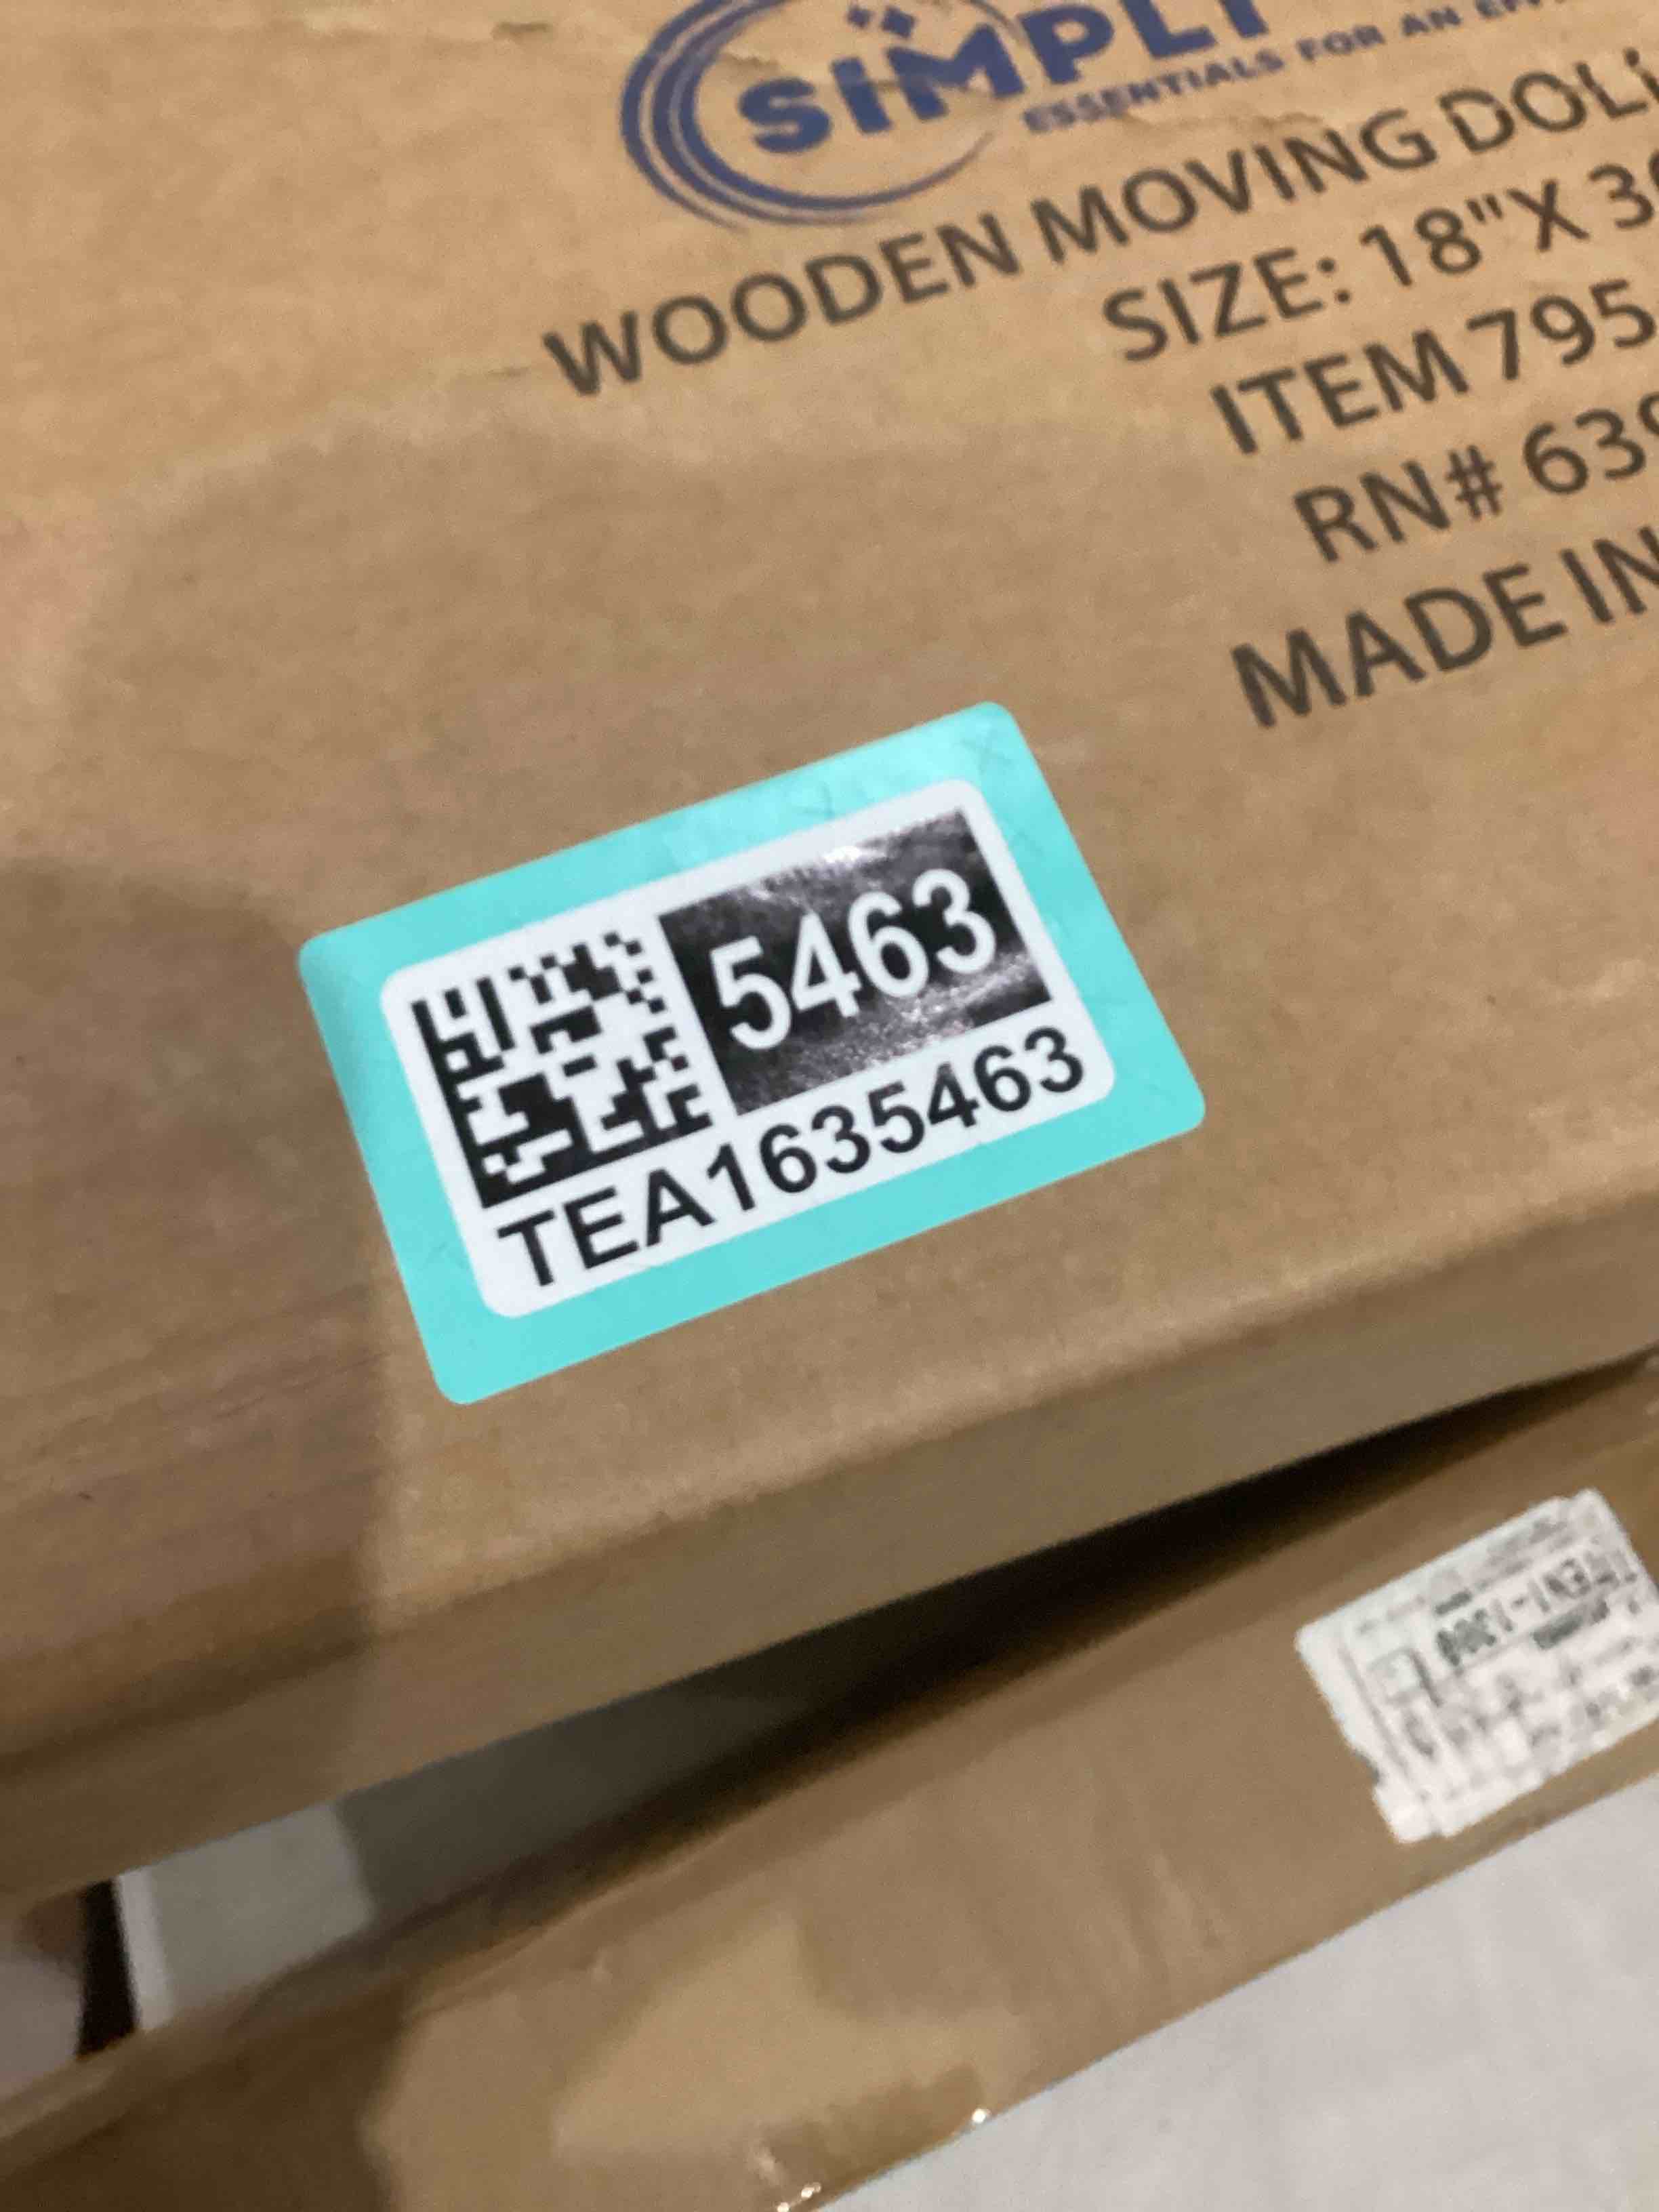 SiMPLi
ESSENTIALS FOR AN
WOODEN MOVING
SIZE: 18"X
ITEM 795
RN# 63
MADE IN
5463
TEA1635463